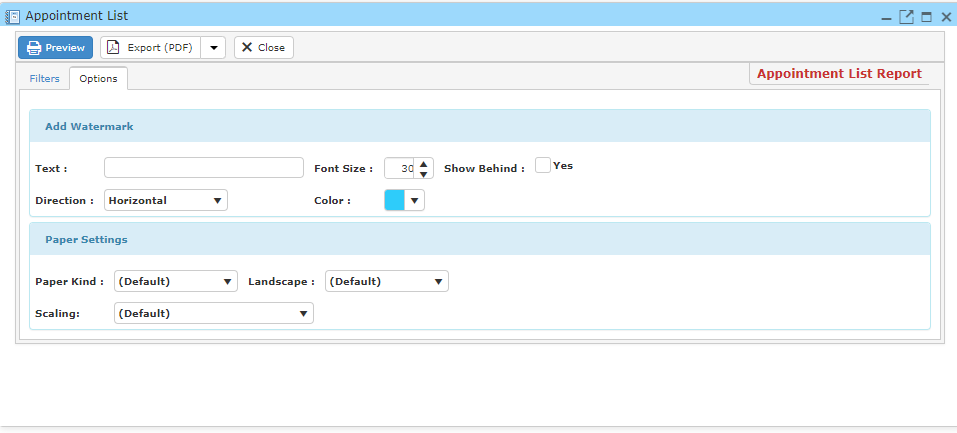 Appointment List
Preview Export (PDF) Close
Filters Options Appointment List Report
Add Watermark
Text : Font Size : 30 Show Behind : Yes
Direction : Horizontal Color :
Paper Settings
Paper Kind : (Default) Landscape : (Default)
Scaling: (Default)